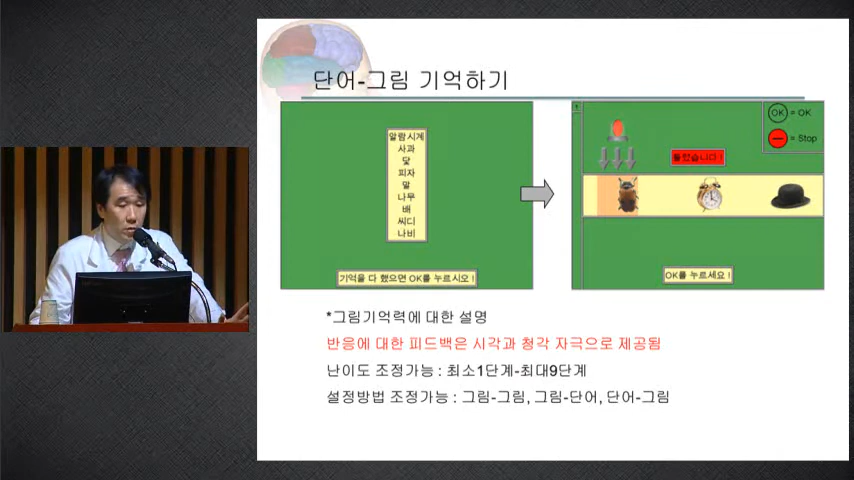 단어-그림 기억하기
알람시계
사과
닻
피자
말
나무
배
씨디
나비
기억을 다 했으면 OK를 누르시오 !
OK = OK
= Stop
틀렸습니다 !
OK를 누르세요 !
*그림기억력에 대한 설명
반응에 대한 피드백은 시각과 청각 자극으로 제공됨
난이도 조정가능 : 최소1단계-최대9단계
설정방법 조정가능 : 그림-그림, 그림-단어, 단어-그림